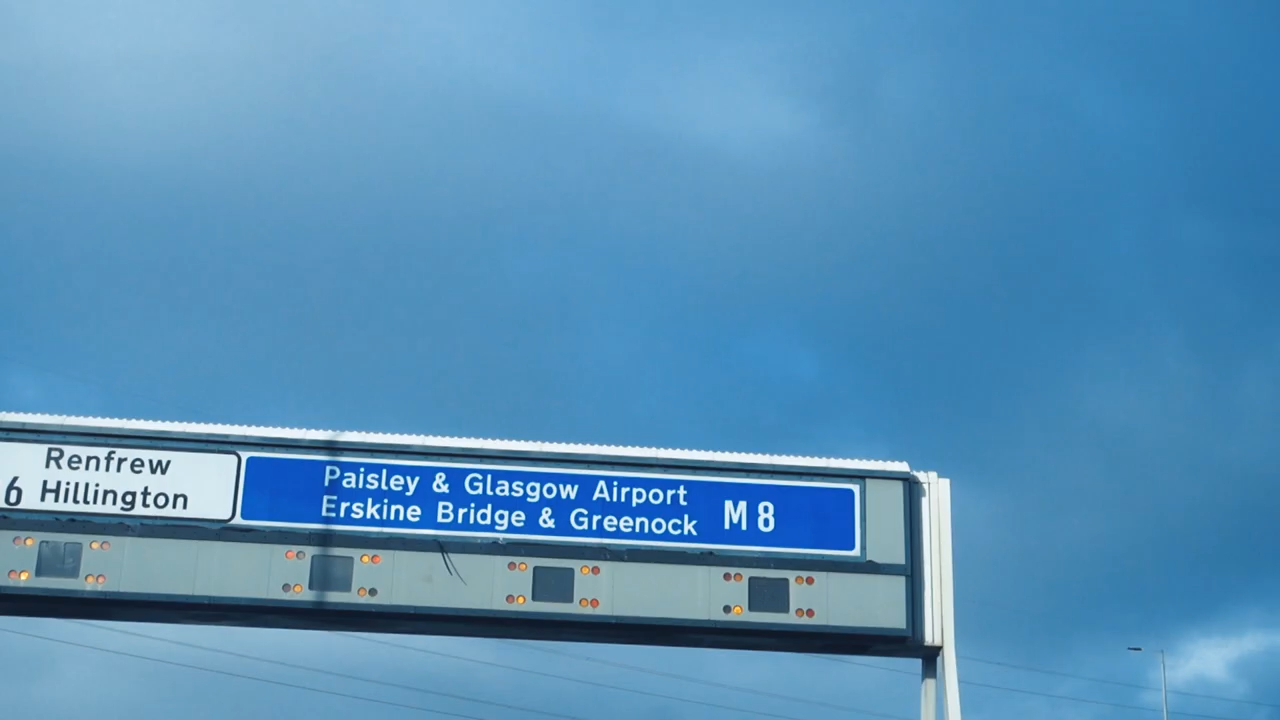 Renfrew
6 Hillington
Paisley & Glasgow Airport
Erskine Bridge & Greenock
M8